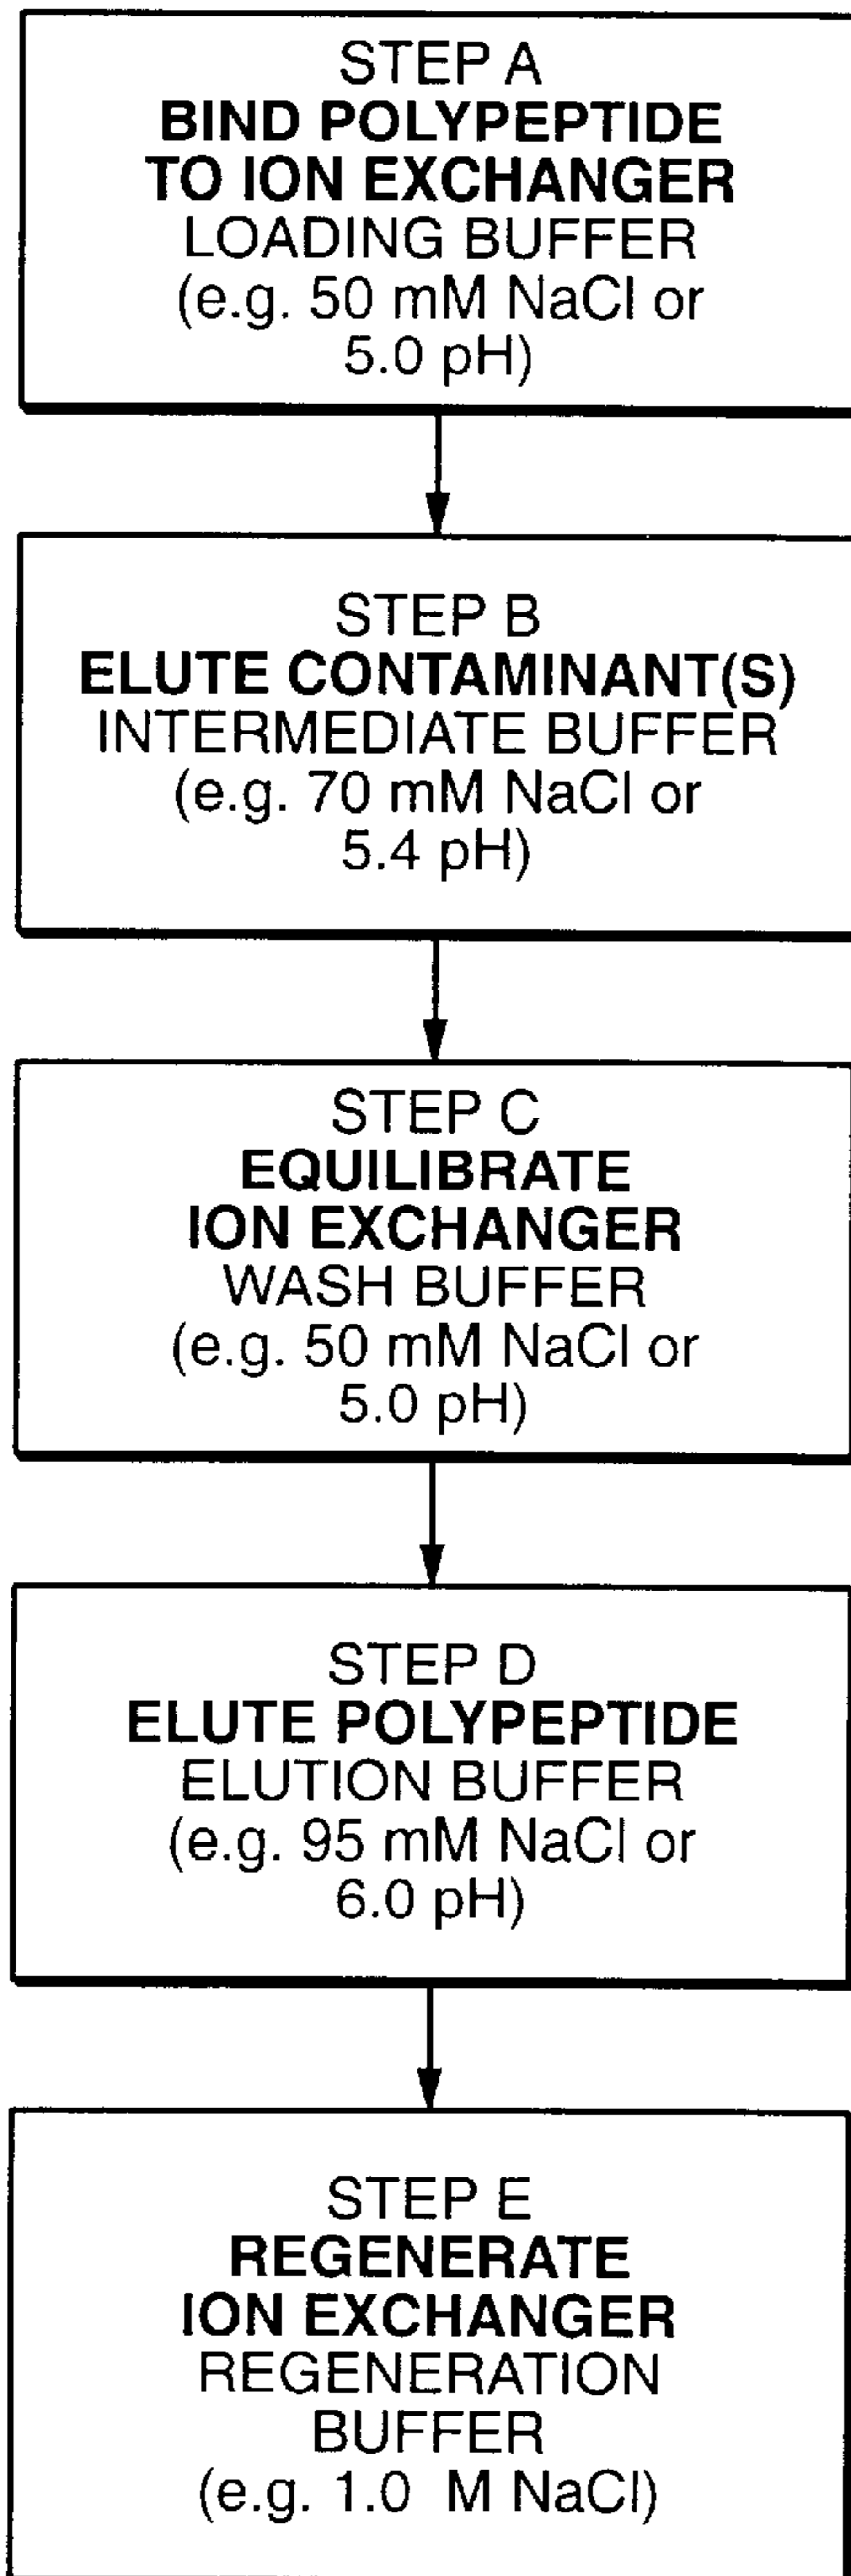 STEP A
BIND POLYPEPTIDE
TO ION EXCHANGER
LOADING BUFFER
(e.g. 50 mM NaCl or
5.0 pH)
STEP B
ELUTE CONTAMINANT(S)
INTERMEDIATE BUFFER
(e.g. 70 mM NaCl or
5.4 pH)
STEP C
EQUILIBRATE
ION EXCHANGER
WASH BUFFER
(e.g. 50 mM NaCl or
5.0 pH)
STEP D
ELUTE POLYPEPTIDE
ELUTION BUFFER
(e.g. 95 mM NaCl or
6.0 pH)
STEP E
REGENERATE
ION EXCHANGER
REGENERATION
BUFFER
(e.g. 1.0 M NaCl)